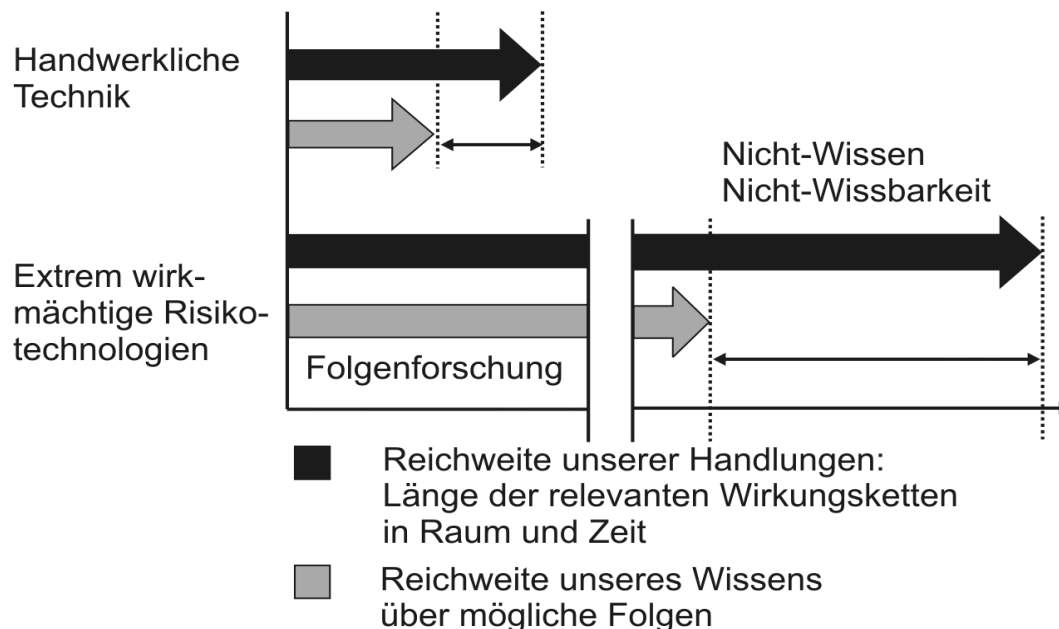 Handwerkliche
Technik
Nicht-Wissen
Nicht-Wissbarkeit
Extrem wirk-
mächtige Risiko-
technologien
Folgenforschung
Reichweite unserer Handlungen:
Länge der relevanten Wirkungsketten
in Raum und Zeit
Reichweite unseres Wissens
über mögliche Folgen